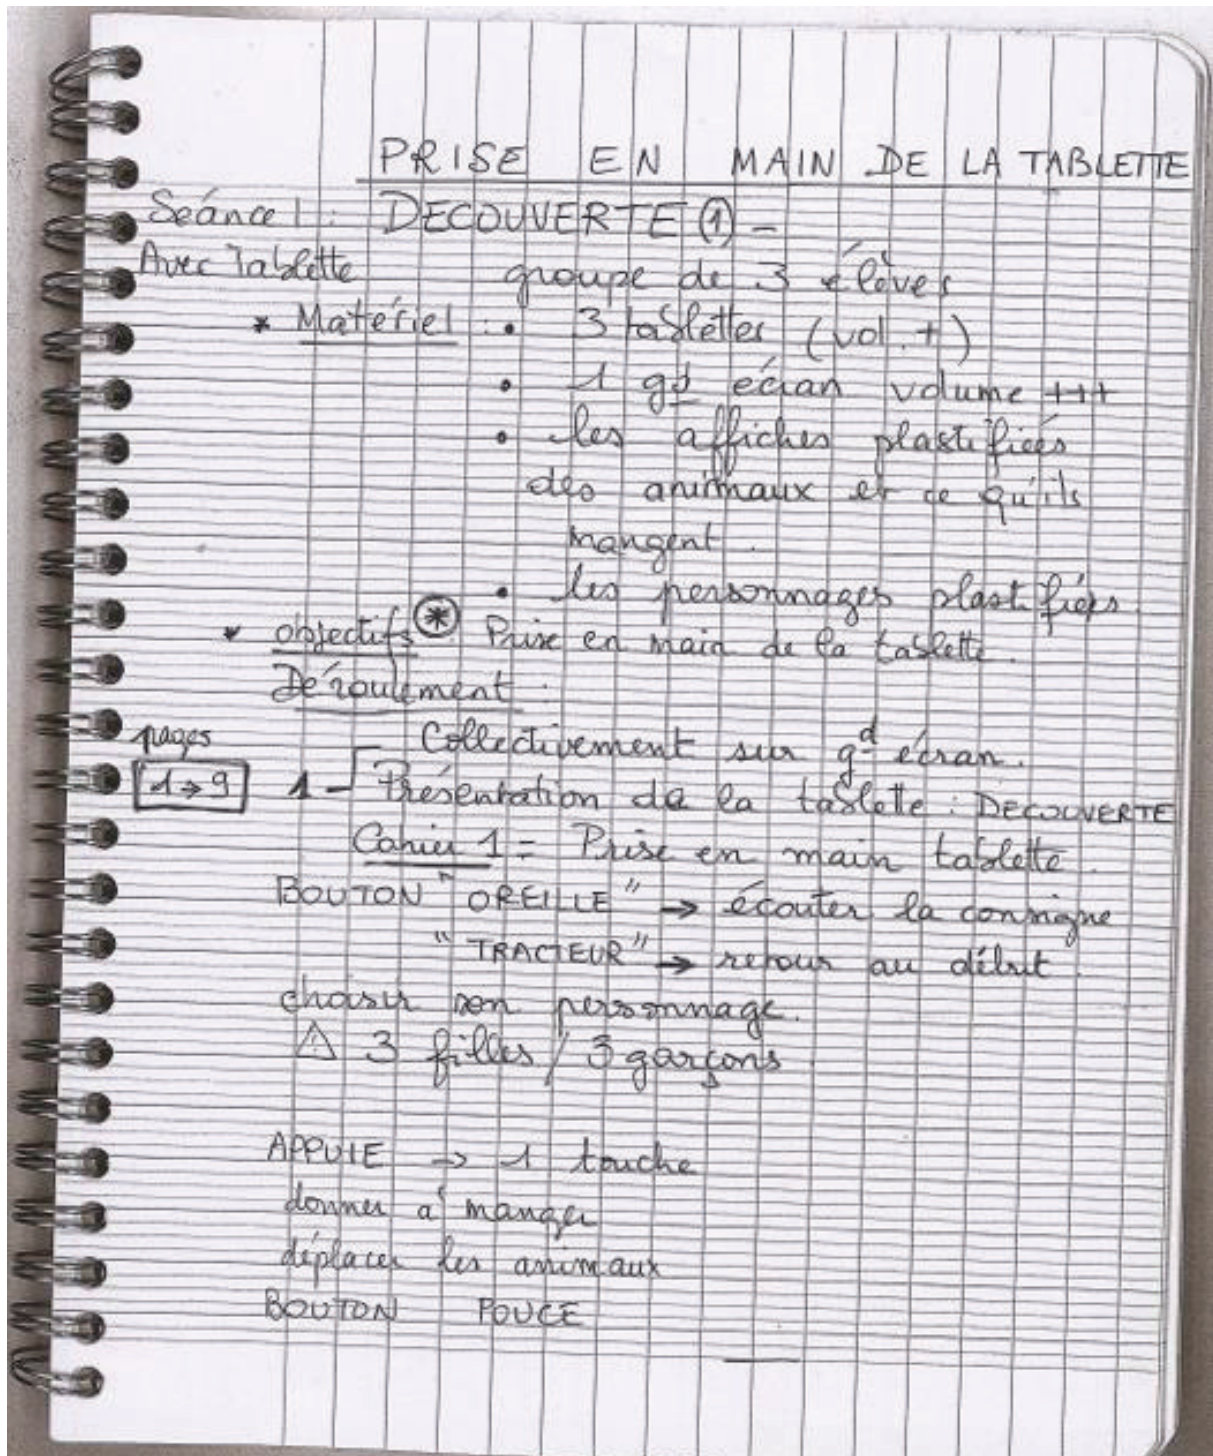 PRISE EN MAIN DE LA TABLETTE
Séance 1 : DECOUVERTE ① -
Avec Tablette groupe de 3 élèves
* Matériel : • 3 tablettes (vol. +)
• 1 gd écran volume +++
• les affiches plastifiées
des animaux et ce qu'ils
mangent.
• les personnages plastifiés.
* objectifs * Prise en main de la tablette.
Déroulement :
Collectivement sur gd écran.
pages
1→9 1- Présentation de la tablette : DECOUVERTE
Cahier 1 = Prise en main tablette.
BOUTON "OREILLE" → écouter la consigne
"TRACTEUR" → retour au début.
choisir son personnage.
⚠ 3 filles / 3 garçons.
APPUIE → 1 touche
donner à manger
déplacer les animaux
BOUTON POUCE